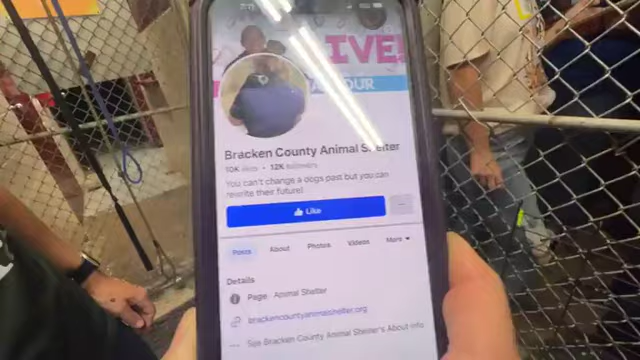 IVE!
OUR
Bracken County Animal Shelter
10K likes • 12K followers
You can't change a dogs past but you can
rewrite their future!
Like
Posts About Photos Videos More
Details
Page · Animal Shelter
brackencountyanimalshelter.org
See Bracken County Animal Shelter's About Info